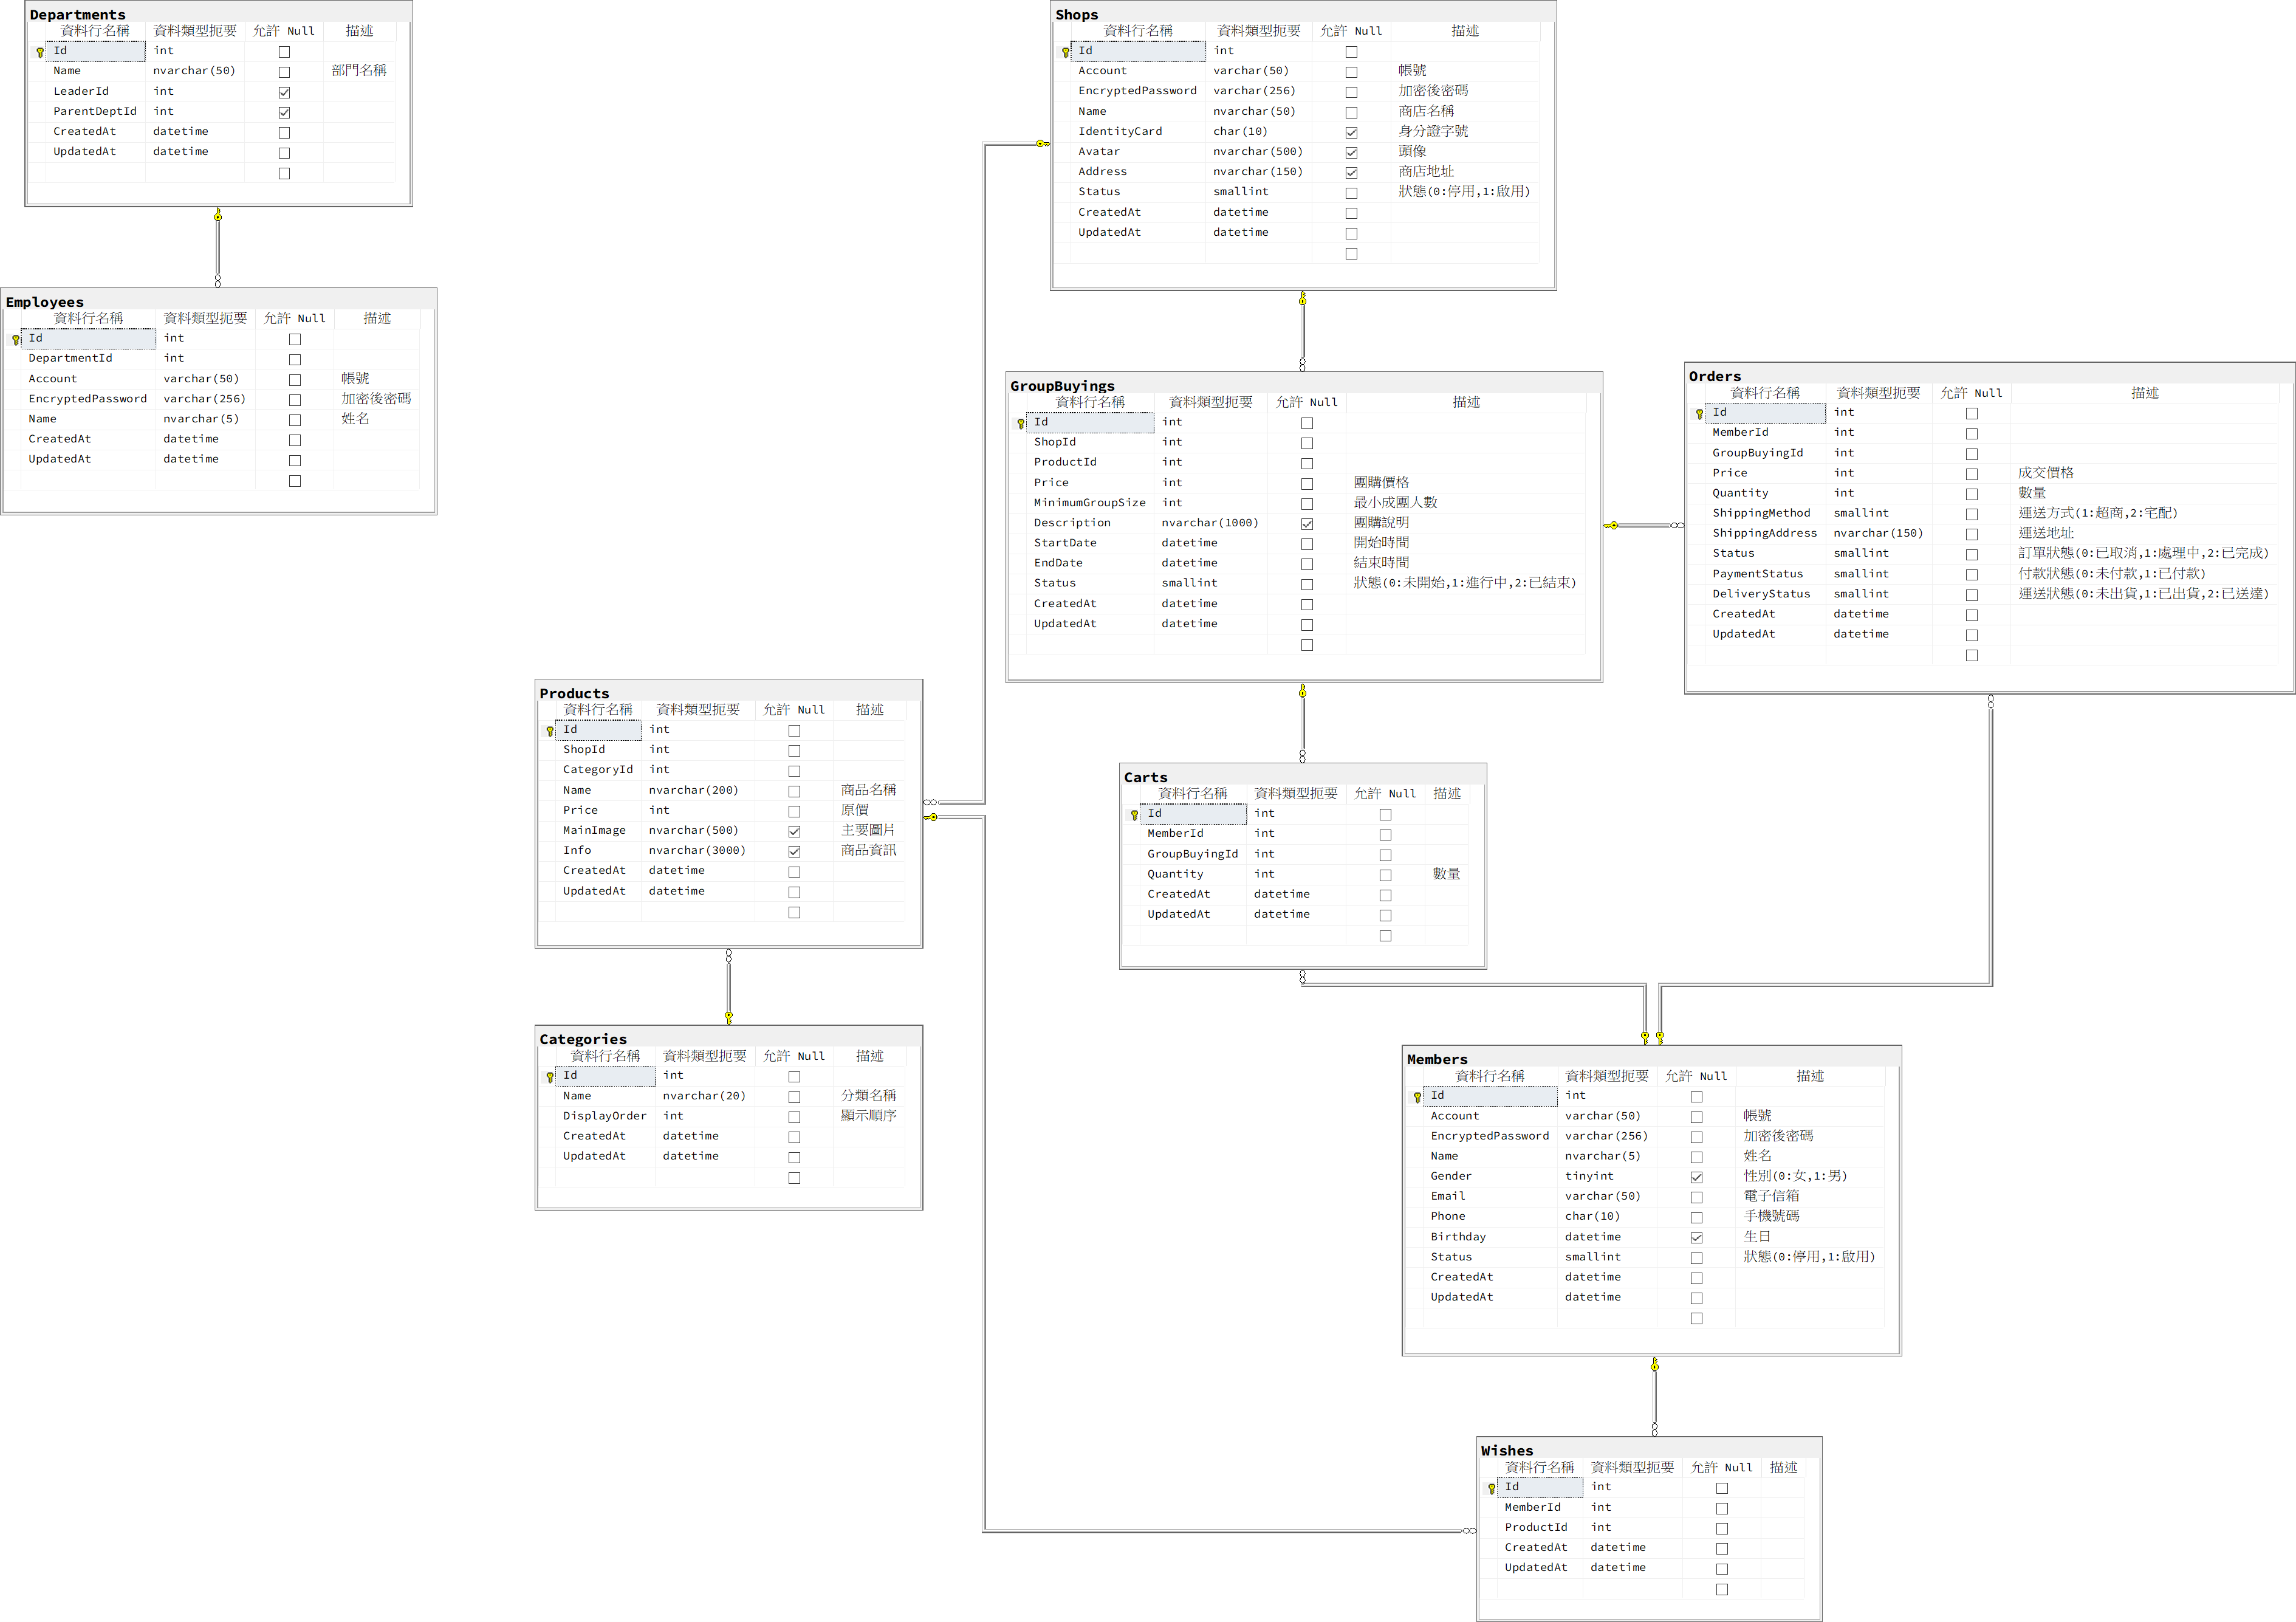 Departments
資料行名稱 資料類型扼要 允許 Null 描述
Id int
Name nvarchar(50) 部門名稱
LeaderId int
ParentDeptId int
CreatedAt datetime
UpdatedAt datetime
Employees
資料行名稱 資料類型扼要 允許 Null 描述
Id int
DepartmentId int
Account varchar(50) 帳號
EncryptedPassword varchar(256) 加密後密碼
Name nvarchar(5) 姓名
CreatedAt datetime
UpdatedAt datetime
Shops
資料行名稱 資料類型扼要 允許 Null 描述
Id int
Account varchar(50) 帳號
EncryptedPassword varchar(256) 加密後密碼
Name nvarchar(50) 商店名稱
IdentityCard char(10) 身分證字號
Avatar nvarchar(500) 頭像
Address nvarchar(150) 商店地址
Status smallint 狀態(0:停用,1:啟用)
CreatedAt datetime
UpdatedAt datetime
GroupBuyings
資料行名稱 資料類型扼要 允許 Null 描述
Id int
ShopId int
ProductId int
Price int 團購價格
MinimumGroupSize int 最小成團人數
Description nvarchar(1000) 團購說明
StartDate datetime 開始時間
EndDate datetime 結束時間
Status smallint 狀態(0:未開始,1:進行中,2:已結束)
CreatedAt datetime
UpdatedAt datetime
Orders
資料行名稱 資料類型扼要 允許 Null 描述
Id int
MemberId int
GroupBuyingId int
Price int 成交價格
Quantity int 數量
ShippingMethod smallint 運送方式(1:超商,2:宅配)
ShippingAddress nvarchar(150) 運送地址
Status smallint 訂單狀態(0:已取消,1:處理中,2:已完成)
PaymentStatus smallint 付款狀態(0:未付款,1:已付款)
DeliveryStatus smallint 運送狀態(0:未出貨,1:已出貨,2:已送達)
CreatedAt datetime
UpdatedAt datetime
Products
資料行名稱 資料類型扼要 允許 Null 描述
Id int
ShopId int
CategoryId int
Name nvarchar(200) 商品名稱
Price int 原價
MainImage nvarchar(500) 主要圖片
Info nvarchar(3000) 商品資訊
CreatedAt datetime
UpdatedAt datetime
Carts
資料行名稱 資料類型扼要 允許 Null 描述
Id int
MemberId int
GroupBuyingId int
Quantity int 數量
CreatedAt datetime
UpdatedAt datetime
Categories
資料行名稱 資料類型扼要 允許 Null 描述
Id int
Name nvarchar(20) 分類名稱
DisplayOrder int 顯示順序
CreatedAt datetime
UpdatedAt datetime
Members
資料行名稱 資料類型扼要 允許 Null 描述
Id int
Account varchar(50) 帳號
EncryptedPassword varchar(256) 加密後密碼
Name nvarchar(5) 姓名
Gender tinyint 性別(0:女,1:男)
Email varchar(50) 電子信箱
Phone char(10) 手機號碼
Birthday datetime 生日
Status smallint 狀態(0:停用,1:啟用)
CreatedAt datetime
UpdatedAt datetime
Wishes
資料行名稱 資料類型扼要 允許 Null 描述
Id int
MemberId int
ProductId int
CreatedAt datetime
UpdatedAt datetime